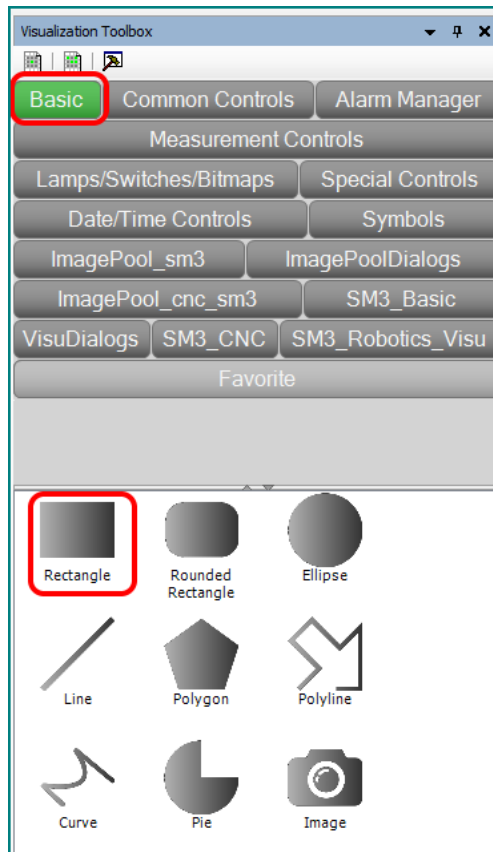 Visualization Toolbox
Basic Common Controls Alarm Manager
Measurement Controls
Lamps/Switches/Bitmaps Special Controls
Date/Time Controls Symbols
ImagePool_sm3 ImagePoolDialogs
ImagePool_cnc_sm3 SM3_Basic
VisuDialogs SM3_CNC SM3_Robotics_Visu
Favorite
Rectangle Rounded Ellipse
Rectangle
Line Polygon Polyline
Curve Pie Image